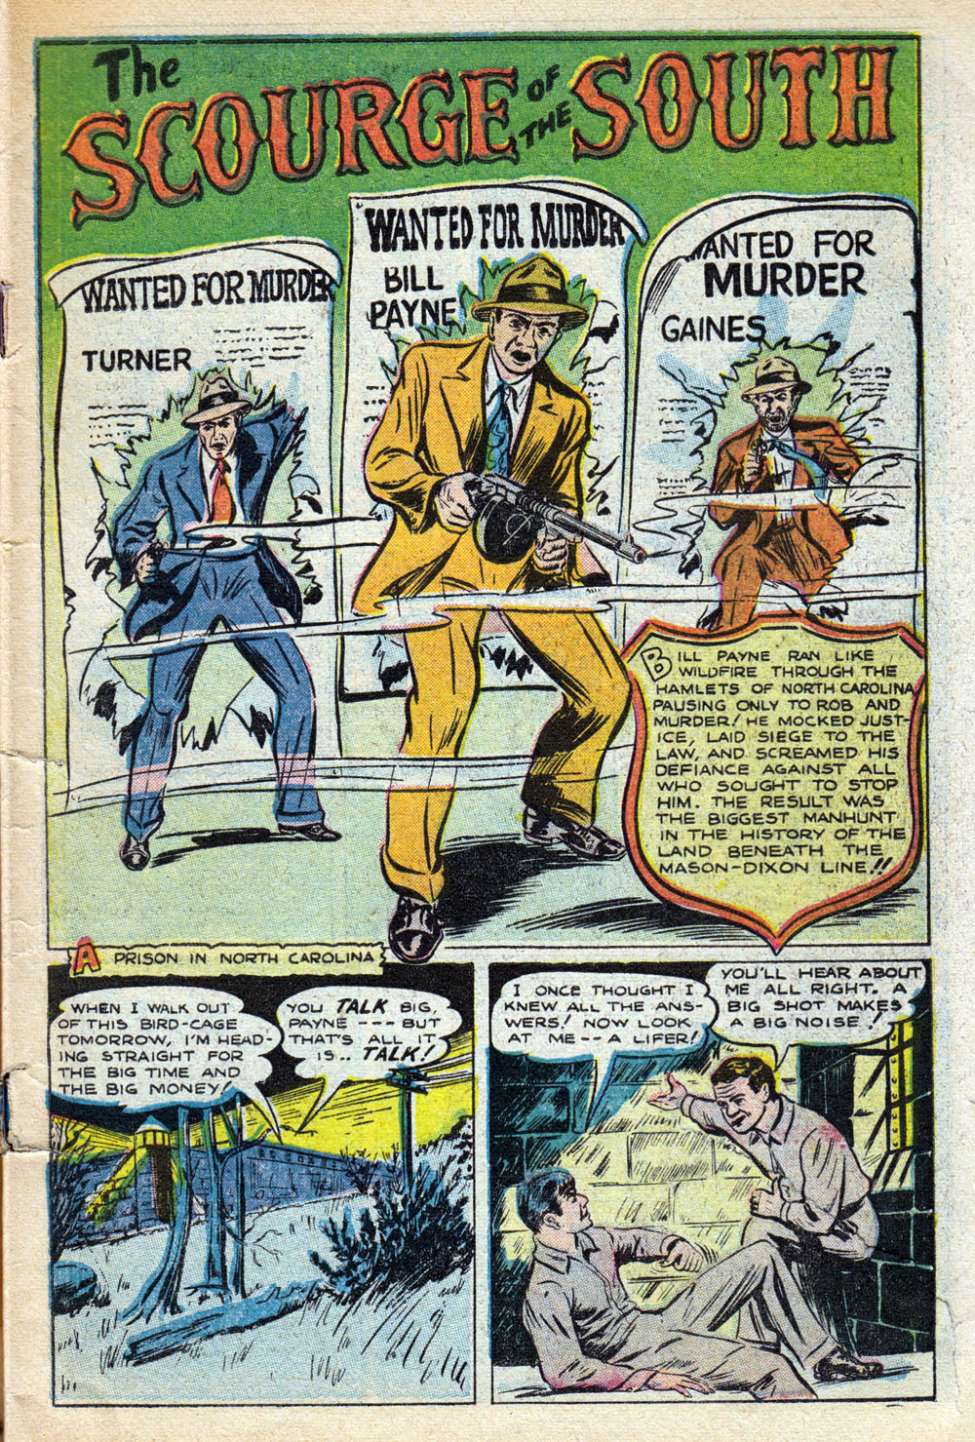 The
SCOURGE OF THE SOUTH
WANTED FOR MURDER
TURNER
WANTED FOR MURDER
BILL
PAYNE
WANTED FOR
MURDER
GAINES
BILL PAYNE RAN LIKE
WILDFIRE THROUGH THE
HAMLETS OF NORTH CAROLINA,
PAUSING ONLY TO ROB AND
MURDER! HE MOCKED JUST-
ICE, LAID SIEGE TO THE
LAW, AND SCREAMED HIS
DEFIANCE AGAINST ALL
WHO SOUGHT TO STOP
HIM. THE RESULT WAS
THE BIGGEST MANHUNT
IN THE HISTORY OF THE
LAND BENEATH THE
MASON-DIXON LINE!!
A PRISON IN NORTH CAROLINA
WHEN I WALK OUT
OF THIS BIRD-CAGE
TOMORROW, I'M HEAD-
ING STRAIGHT FOR
THE BIG TIME AND
THE BIG MONEY!
YOU TALK BIG,
PAYNE --- BUT
THAT'S ALL IT
IS.. TALK!
I ONCE THOUGHT I
KNEW ALL THE ANS-
WERS! NOW LOOK
AT ME -- A LIFER!
YOU'LL HEAR ABOUT
ME ALL RIGHT. A
BIG SHOT MAKES
A BIG NOISE!